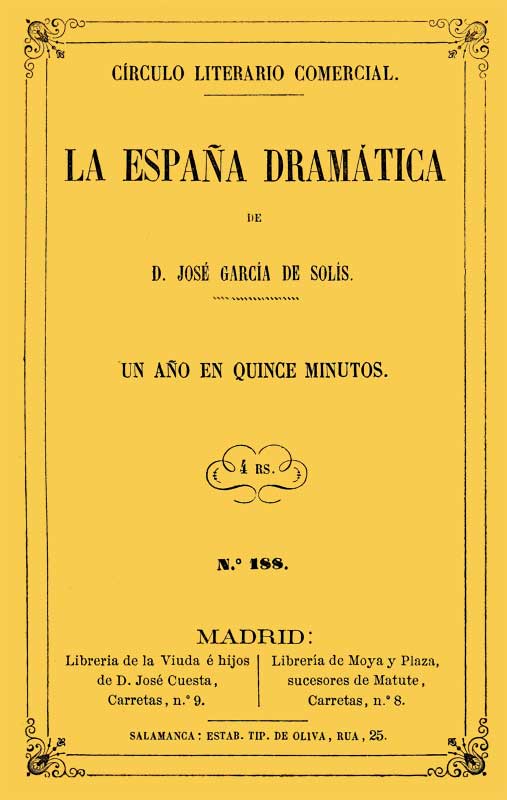 CÍRCULO LITERARIO COMERCIAL.
LA ESPAÑA DRAMÁTICA
DE
D. JOSÉ GARCÍA DE SOLÍS.
UN AÑO EN QUINCE MINUTOS.
4 RS.
N.º 188.
MADRID:
Libreria de la Viuda é hijos
de D. José Cuesta,
Carretas, n.º 9.
Librería de Moya y Plaza,
sucesores de Matute,
Carretas, n.º 8.
SALAMANCA: ESTAB. TIP. DE OLIVA, RUA, 25.